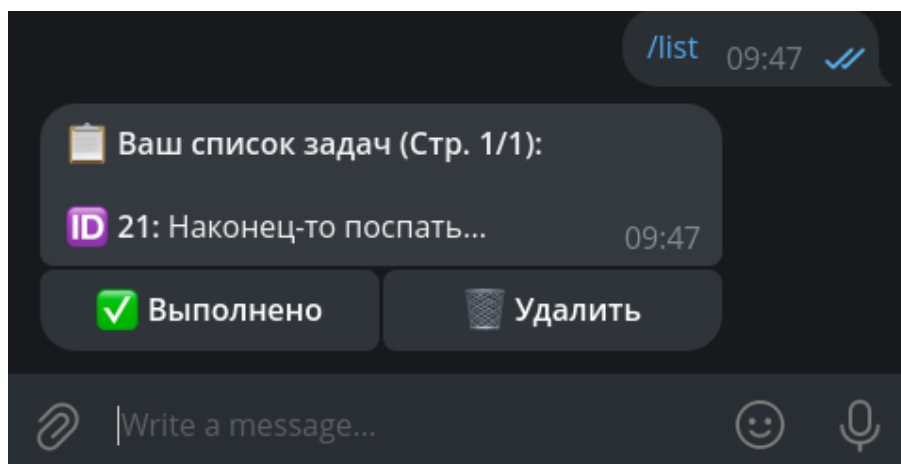 /list 09:47
📋 Ваш список задач (Стр. 1/1):
🆔 21: Наконец-то поспать...
09:47
✅ Выполнено
🗑 Удалить
Write a message...